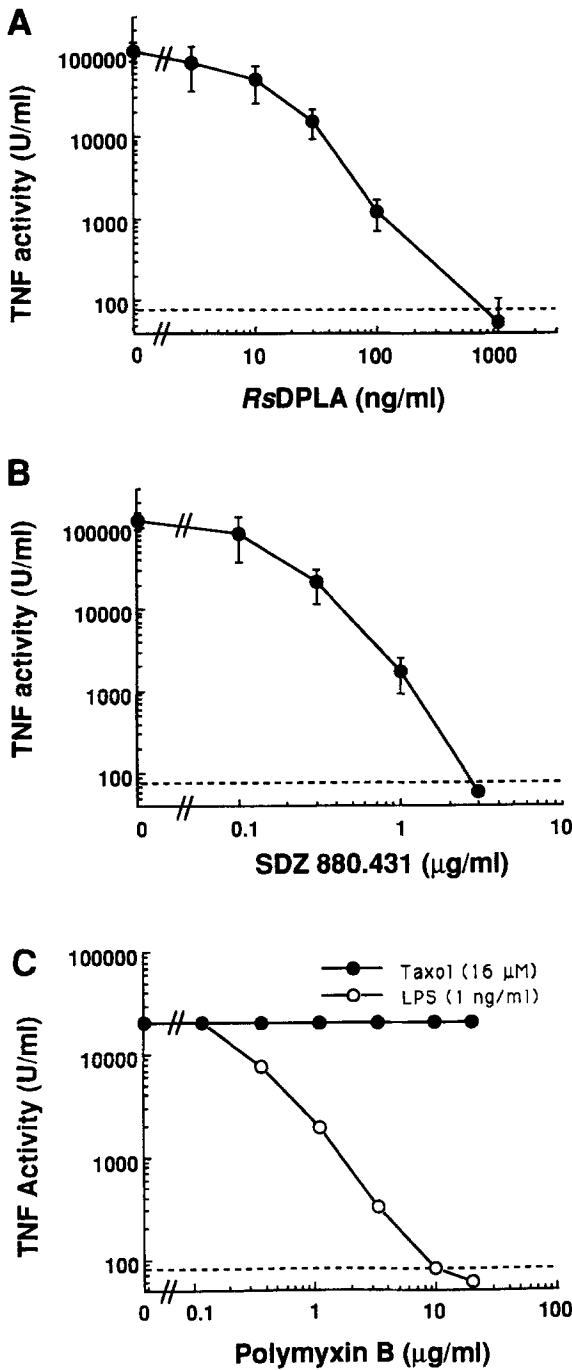 A
TNF activity (U/ml)
100000
10000
1000
100
0
10
100
1000
RsDPLA (ng/ml)
B
TNF activity (U/ml)
100000
10000
1000
100
0
0.1
1
10
SDZ 880.431 (µg/ml)
C
TNF Activity (U/ml)
100000
10000
1000
100
Taxol (16 µM)
LPS (1 ng/ml)
0
0.1
1
10
100
Polymyxin B (µg/ml)